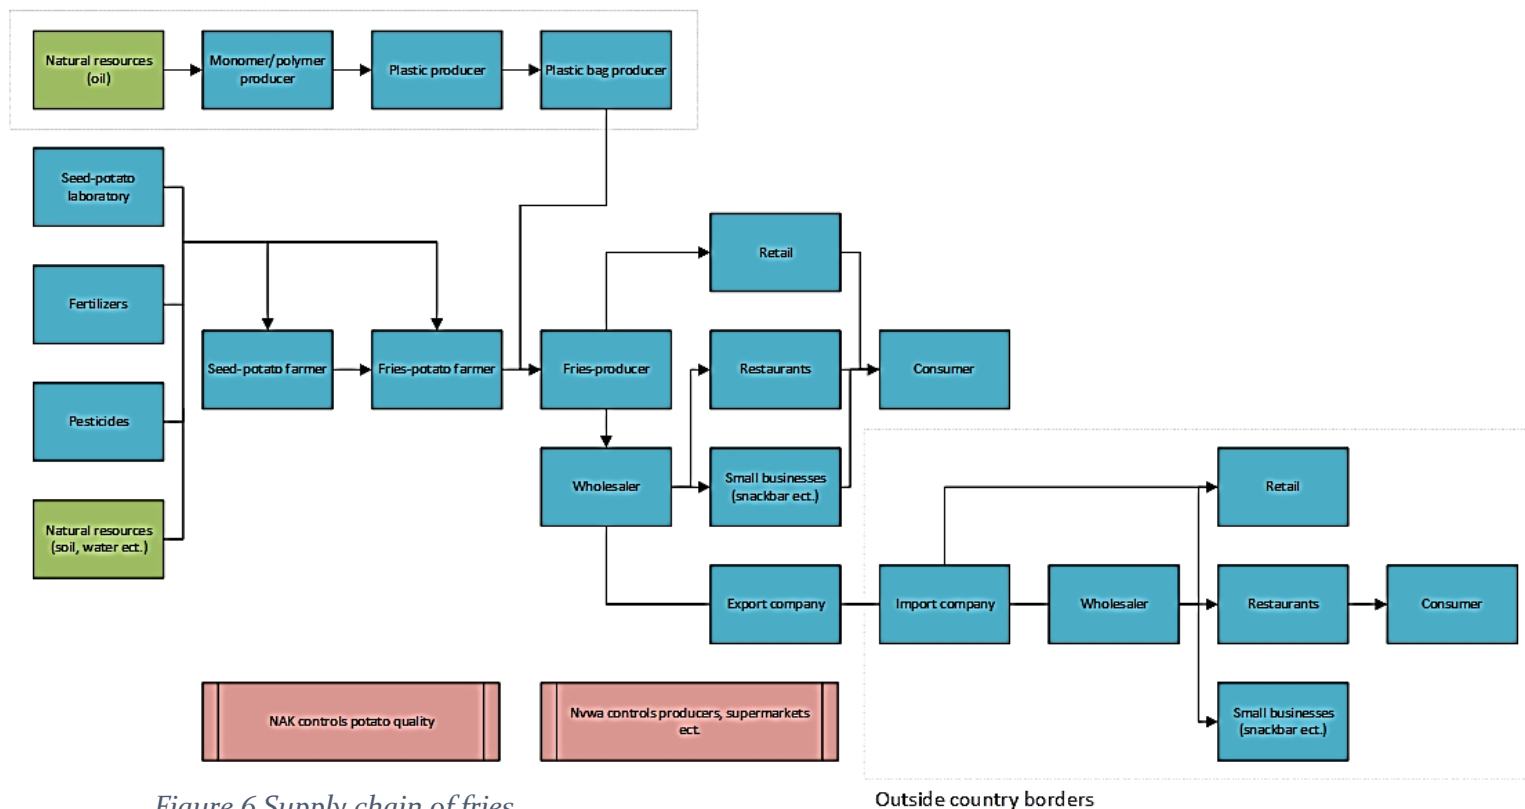 Natural resources
(oil)
Monomer/polymer
producer
Plastic producer
Plastic bag producer
Seed-potato
laboratory
Fertilizers
Pesticides
Natural resources
(soil, water ect.)
Seed-potato farmer
Fries-potato farmer
Fries-producer
Wholesaler
Retail
Restaurants
Small businesses
(snackbar ect.)
Consumer
Export company
Import company
Wholesaler
Retail
Restaurants
Small businesses
(snackbar ect.)
Consumer
NAK controls potato quality
Nvwa controls producers, supermarkets
ect.
Figure 6 Supply chain of fries
Outside country borders